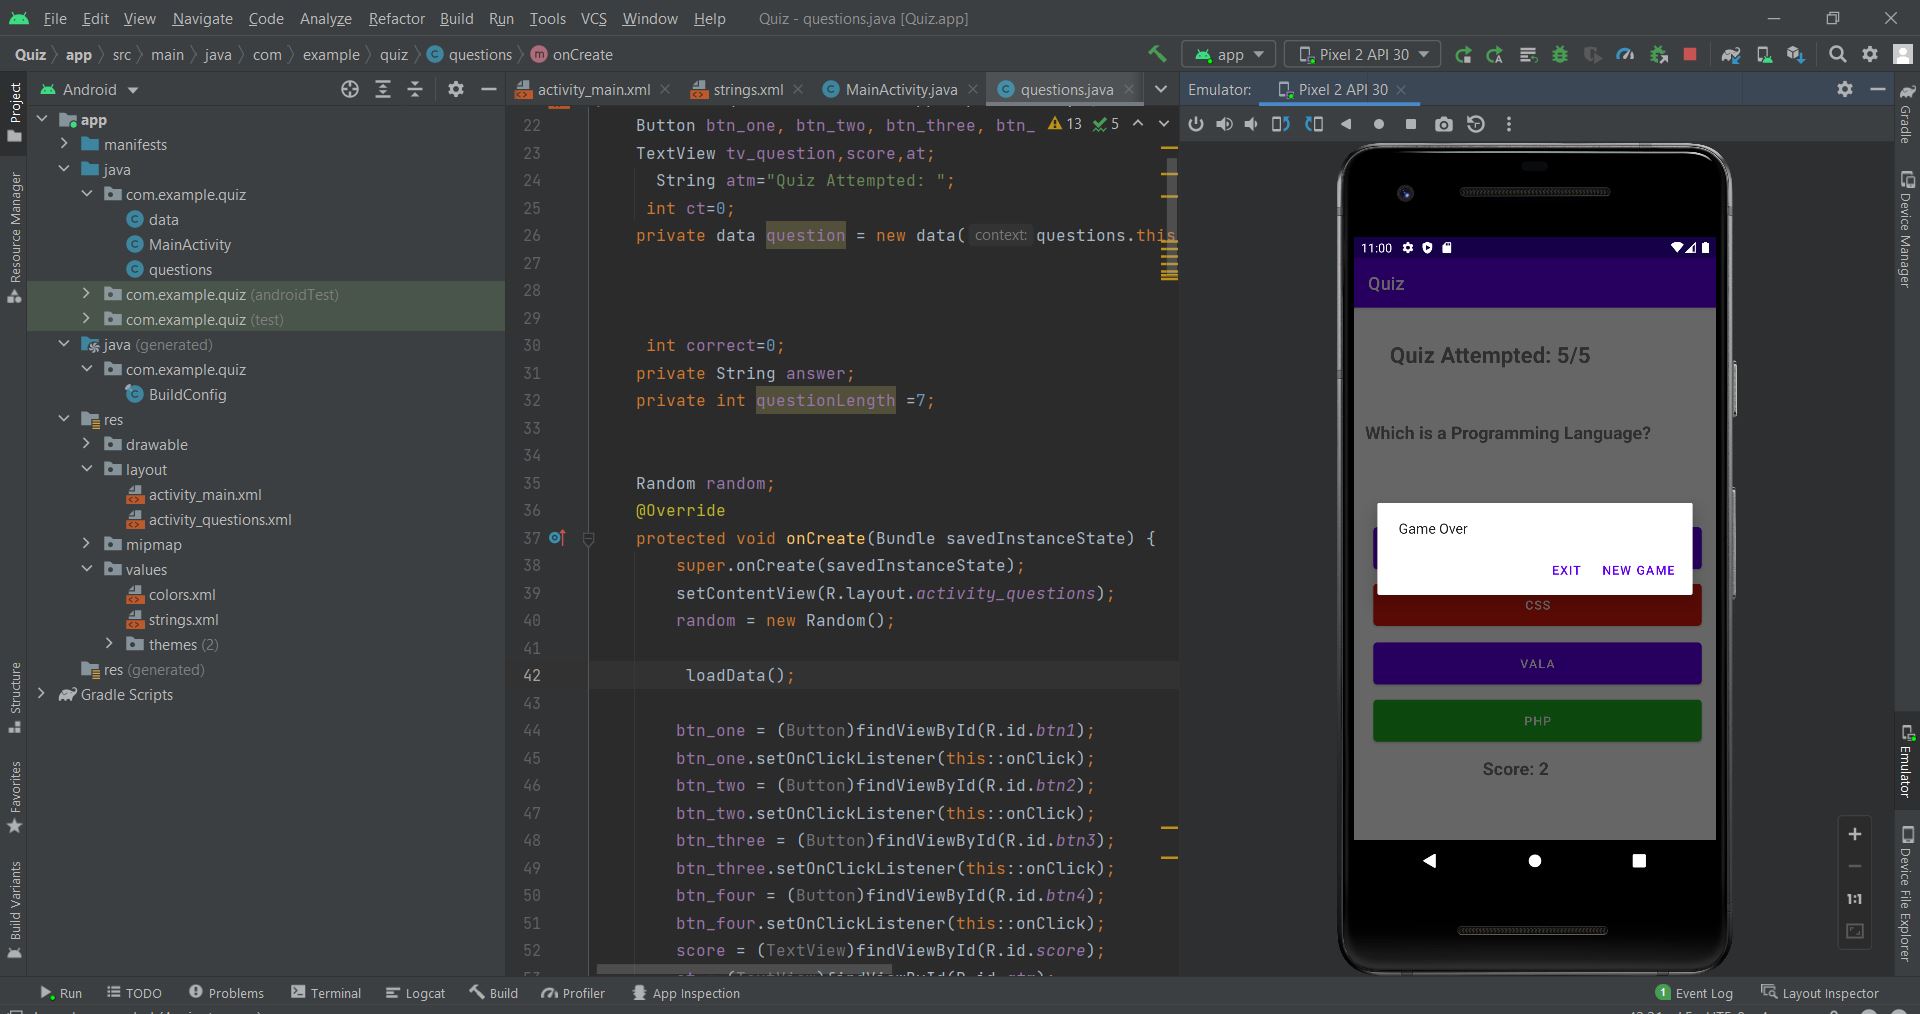 File Edit View Navigate Code Analyze Refactor Build Run Tools VCS Window Help Quiz - questions.java [Quiz.app]
Quiz app src main java com example quiz questions onCreate
app Pixel 2 API 30
Project
Resource Manager
Structure
Favorites
Build Variants
Android
app
manifests
java
com.example.quiz
data
MainActivity
questions
com.example.quiz (androidTest)
com.example.quiz (test)
java (generated)
com.example.quiz
BuildConfig
res
drawable
layout
activity_main.xml
activity_questions.xml
mipmap
values
colors.xml
strings.xml
themes (2)
res (generated)
Gradle Scripts
activity_main.xml strings.xml MainActivity.java questions.java
13 5
22 Button btn_one, btn_two, btn_three, btn_
23 TextView tv_question,score,at;
24 String atm="Quiz Attempted: ";
25 int ct=0;
26 private data question = new data( context: questions.this
27
28
29
30 int correct=0;
31 private String answer;
32 private int questionLength =7;
33
34
35 Random random;
36 @Override
37 protected void onCreate(Bundle savedInstanceState) {
38 super.onCreate(savedInstanceState);
39 setContentView(R.layout.activity_questions);
40 random = new Random();
41
42 loadData();
43
44 btn_one = (Button)findViewById(R.id.btn1);
45 btn_one.setOnClickListener(this::onClick);
46 btn_two = (Button)findViewById(R.id.btn2);
47 btn_two.setOnClickListener(this::onClick);
48 btn_three = (Button)findViewById(R.id.btn3);
49 btn_three.setOnClickListener(this::onClick);
50 btn_four = (Button)findViewById(R.id.btn4);
51 btn_four.setOnClickListener(this::onClick);
52 score = (TextView)findViewById(R.id.score);
Emulator: Pixel 2 API 30
11:00
Quiz
Quiz Attempted: 5/5
Which is a Programming Language?
Game Over
EXIT NEW GAME
CSS
VALA
PHP
Score: 2
1:1
Gradle
Device Manager
Emulator
Device File Explorer
Run TODO Problems Terminal Logcat Build Profiler App Inspection 1 Event Log Layout Inspector